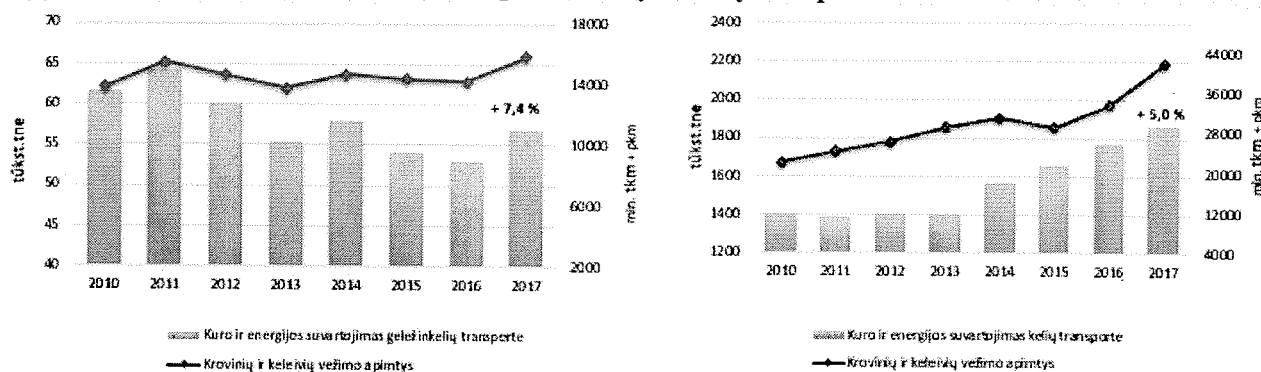 70
65
60
55
50
45
40
tūkst.tne
18000
14000
10000
6000
2000
mln. tkm + pkm
+ 7,4 %
2010 2011 2012 2013 2014 2015 2016 2017
Kuro ir energijos suvartojimas geležinkelių transporte
Krovinių ir keleivių vežimo apimtys
2400
2200
2000
1800
1600
1400
1200
tūkst.tne
44000
36000
28000
20000
12000
4000
mln. tkm + pkm
+ 5,0 %
2010 2011 2012 2013 2014 2015 2016 2017
Kuro ir energijos suvartojimas kelių transporte
Krovinių ir keleivių vežimo apimtys